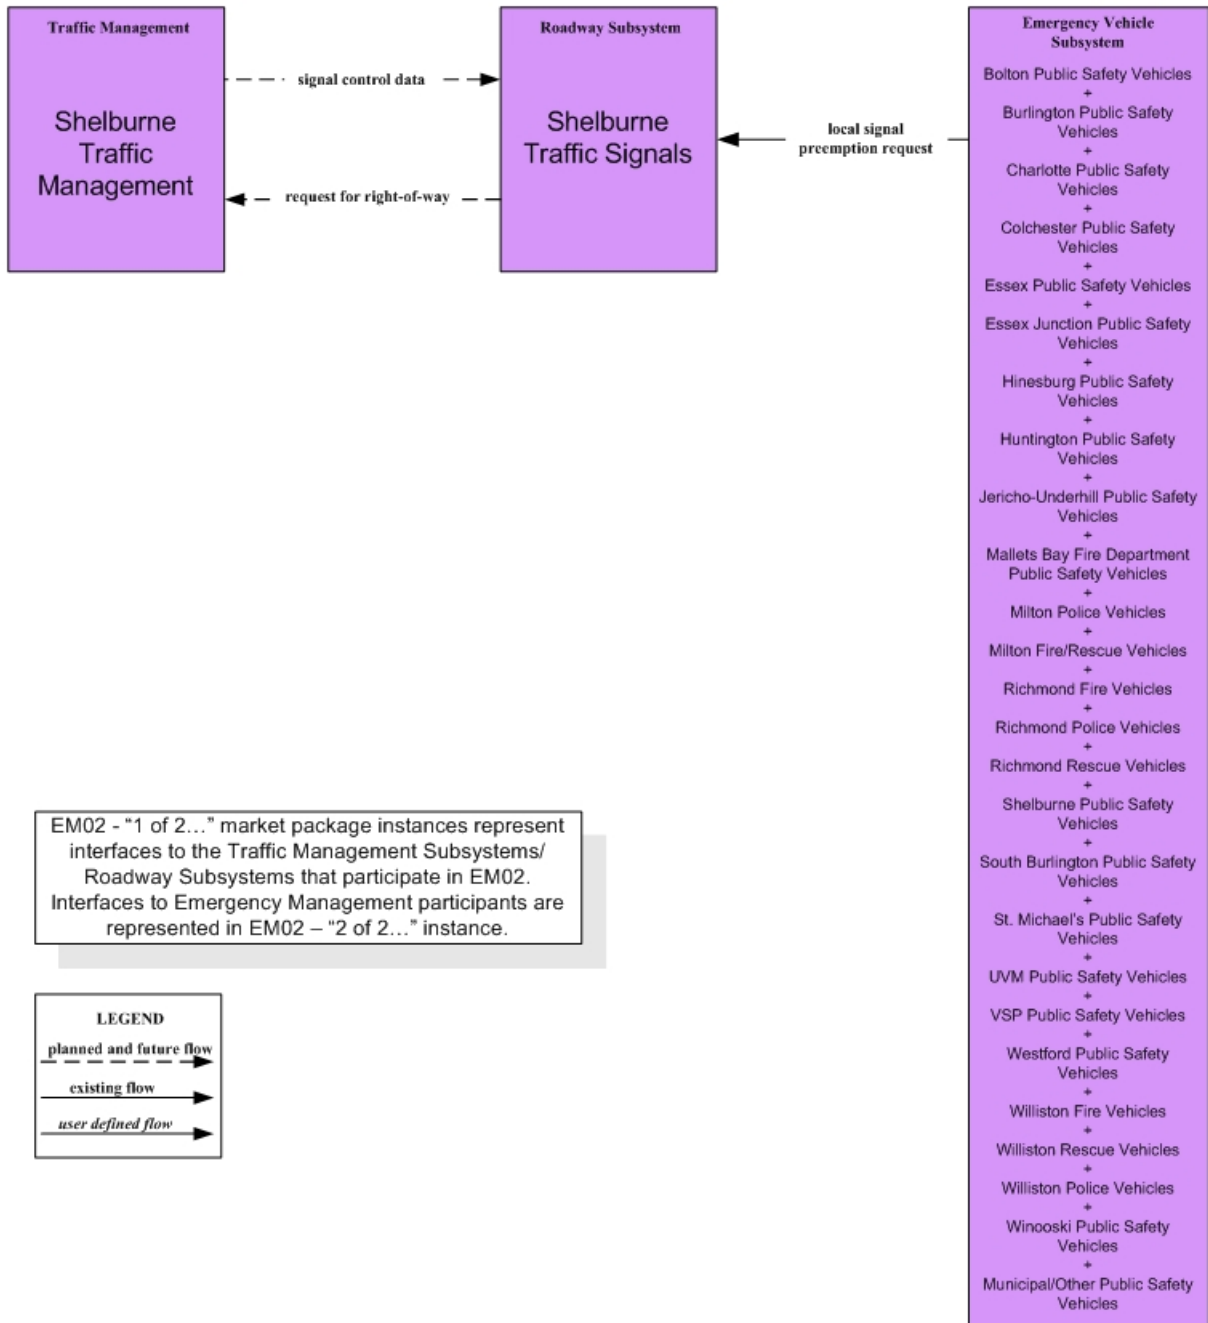 Traffic Management
Shelburne
Traffic
Management
signal control data
request for right-of-way
Roadway Subsystem
Shelburne
Traffic Signals
local signal
preemption request
Emergency Vehicle
Subsystem
Bolton Public Safety Vehicles
+
Burlington Public Safety
Vehicles
+
Charlotte Public Safety
Vehicles
+
Colchester Public Safety
Vehicles
+
Essex Public Safety Vehicles
+
Essex Junction Public Safety
Vehicles
+
Hinesburg Public Safety
Vehicles
+
Huntington Public Safety
Vehicles
+
Jericho-Underhill Public Safety
Vehicles
+
Mallets Bay Fire Department
Public Safety Vehicles
+
Milton Police Vehicles
+
Milton Fire/Rescue Vehicles
+
Richmond Fire Vehicles
+
Richmond Police Vehicles
+
Richmond Rescue Vehicles
+
Shelburne Public Safety
Vehicles
+
South Burlington Public Safety
Vehicles
+
St. Michael's Public Safety
Vehicles
+
UVM Public Safety Vehicles
+
VSP Public Safety Vehicles
+
Westford Public Safety
Vehicles
+
Williston Fire Vehicles
+
Williston Rescue Vehicles
+
Williston Police Vehicles
+
Winooski Public Safety
Vehicles
+
Municipal/Other Public Safety
Vehicles
EM02 - “1 of 2…” market package instances represent
interfaces to the Traffic Management Subsystems/
Roadway Subsystems that participate in EM02.
Interfaces to Emergency Management participants are
represented in EM02 – “2 of 2…” instance.
LEGEND
planned and future flow
existing flow
user defined flow